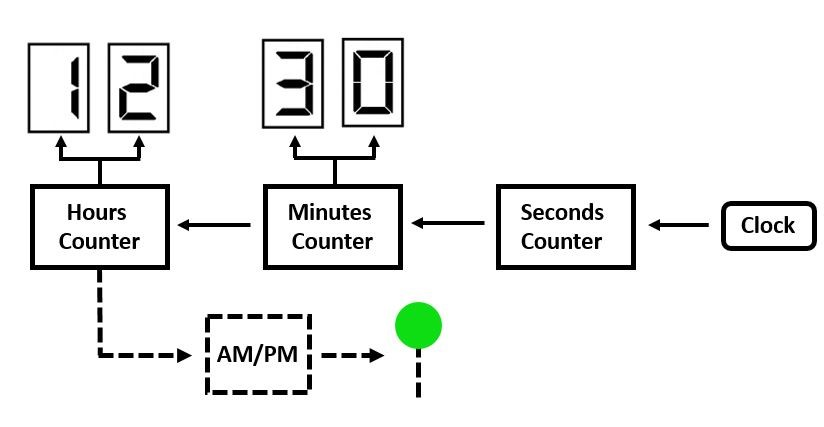 12 30
Hours
Counter
Minutes
Counter
Seconds
Counter
Clock
AM/PM